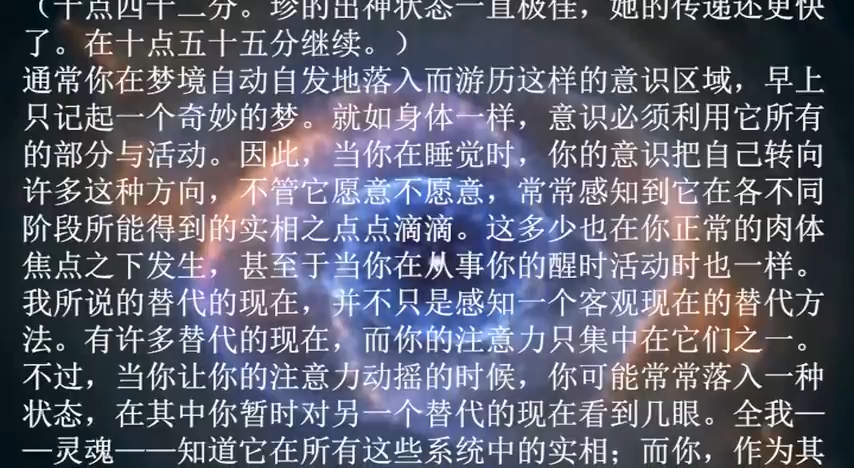 (十点四十二分。珍的出神状态一直极佳，她的传递还更快
了。在十点五十五分继续。)
通常你在梦境自动自发地落入而游历这样的意识区域，早上
只记起一个奇妙的梦。就如身体一样，意识必须利用它所有
的部分与活动。因此，当你在睡觉时，你的意识把自己转向
许多这种方向，不管它愿意不愿意，常常感知到它在各不同
阶段所能得到的实相之点点滴滴。这多少也在你正常的肉体
焦点之下发生，甚至于当你在从事你的醒时活动时也一样。
我所说的替代的现在，并不只是感知一个客观现在的替代方
法。有许多替代的现在，而你的注意力只集中在它们之一。
不过，当你让你的注意力动摇的时候，你可能常常落入一种
状态，在其中你暂时对另一个替代的现在看到几眼。全我—
—灵魂——知道它在所有这些系统中的实相；而你，作为其